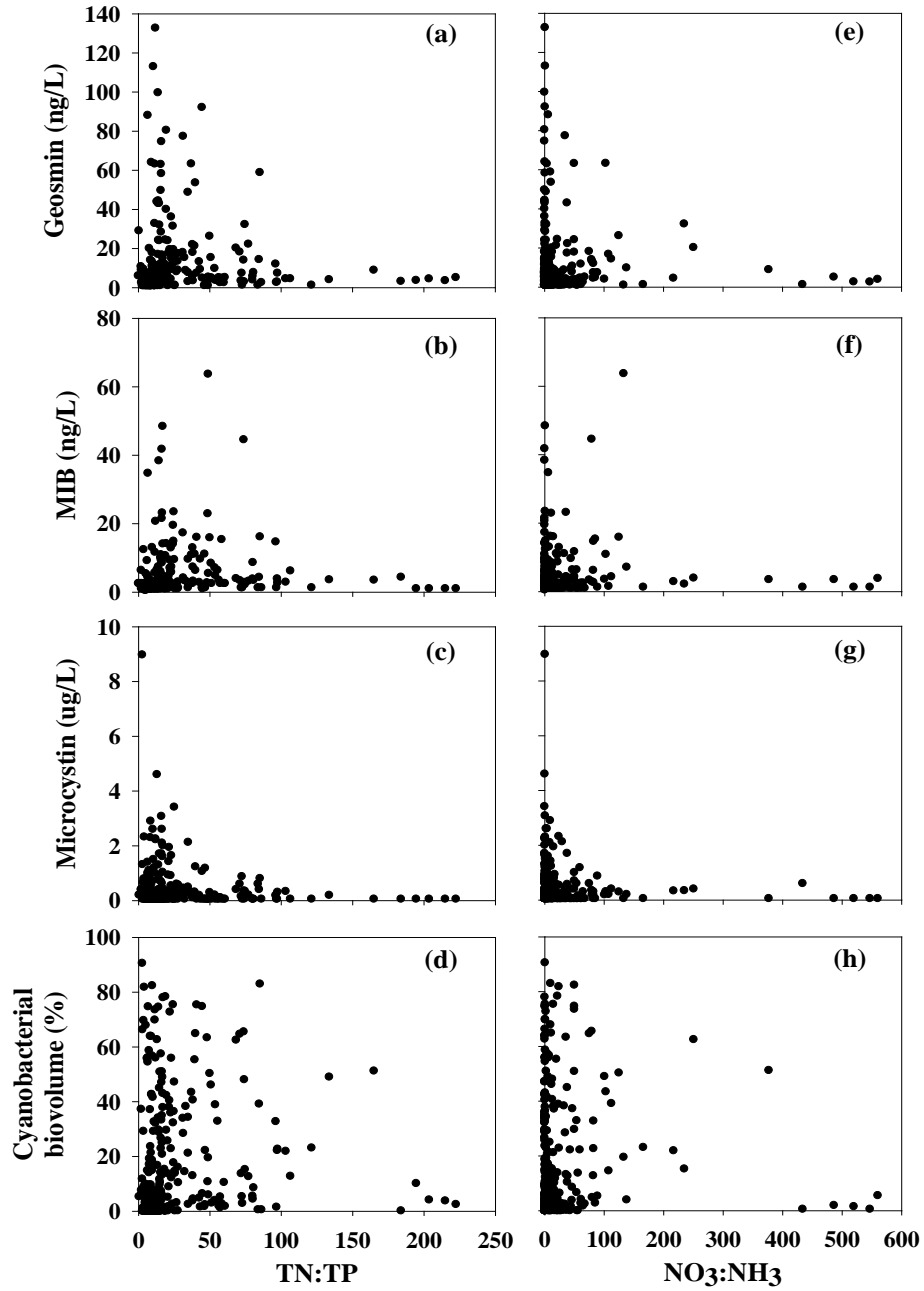 140
120
100
80
60
40
20
0
Geosmin (ng/L)
(a)
(e)
80
60
40
20
0
MIB (ng/L)
(b)
(f)
10
8
6
4
2
0
Microcystin (ug/L)
(c)
(g)
100
80
60
40
20
0
Cyanobacterial
biovolume (%)
(d)
(h)
0 50 100 150 200 250
TN:TP
0 100 200 300 400 500 600
NO₃:NH₃